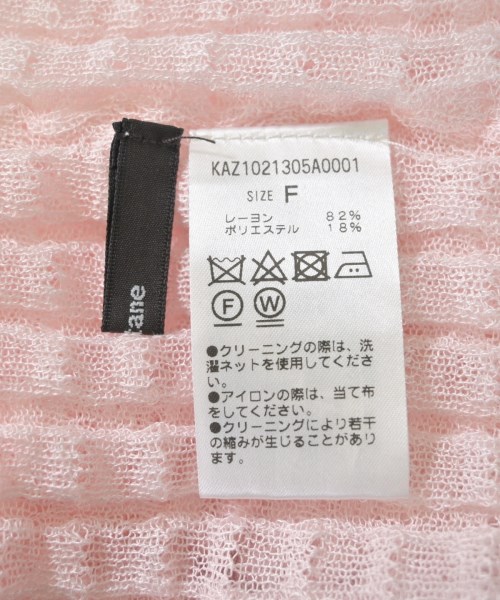 KAZ1021305A0001
SIZE F
レーヨン 82%
ポリエステル 18%
F W
●クリーニングの際は、洗
濯ネットを使用してくださ
い。
●アイロンの際は、当て布
をしてください。
●クリーニングにより若干
の縮みが生じることがあり
ます。
rane